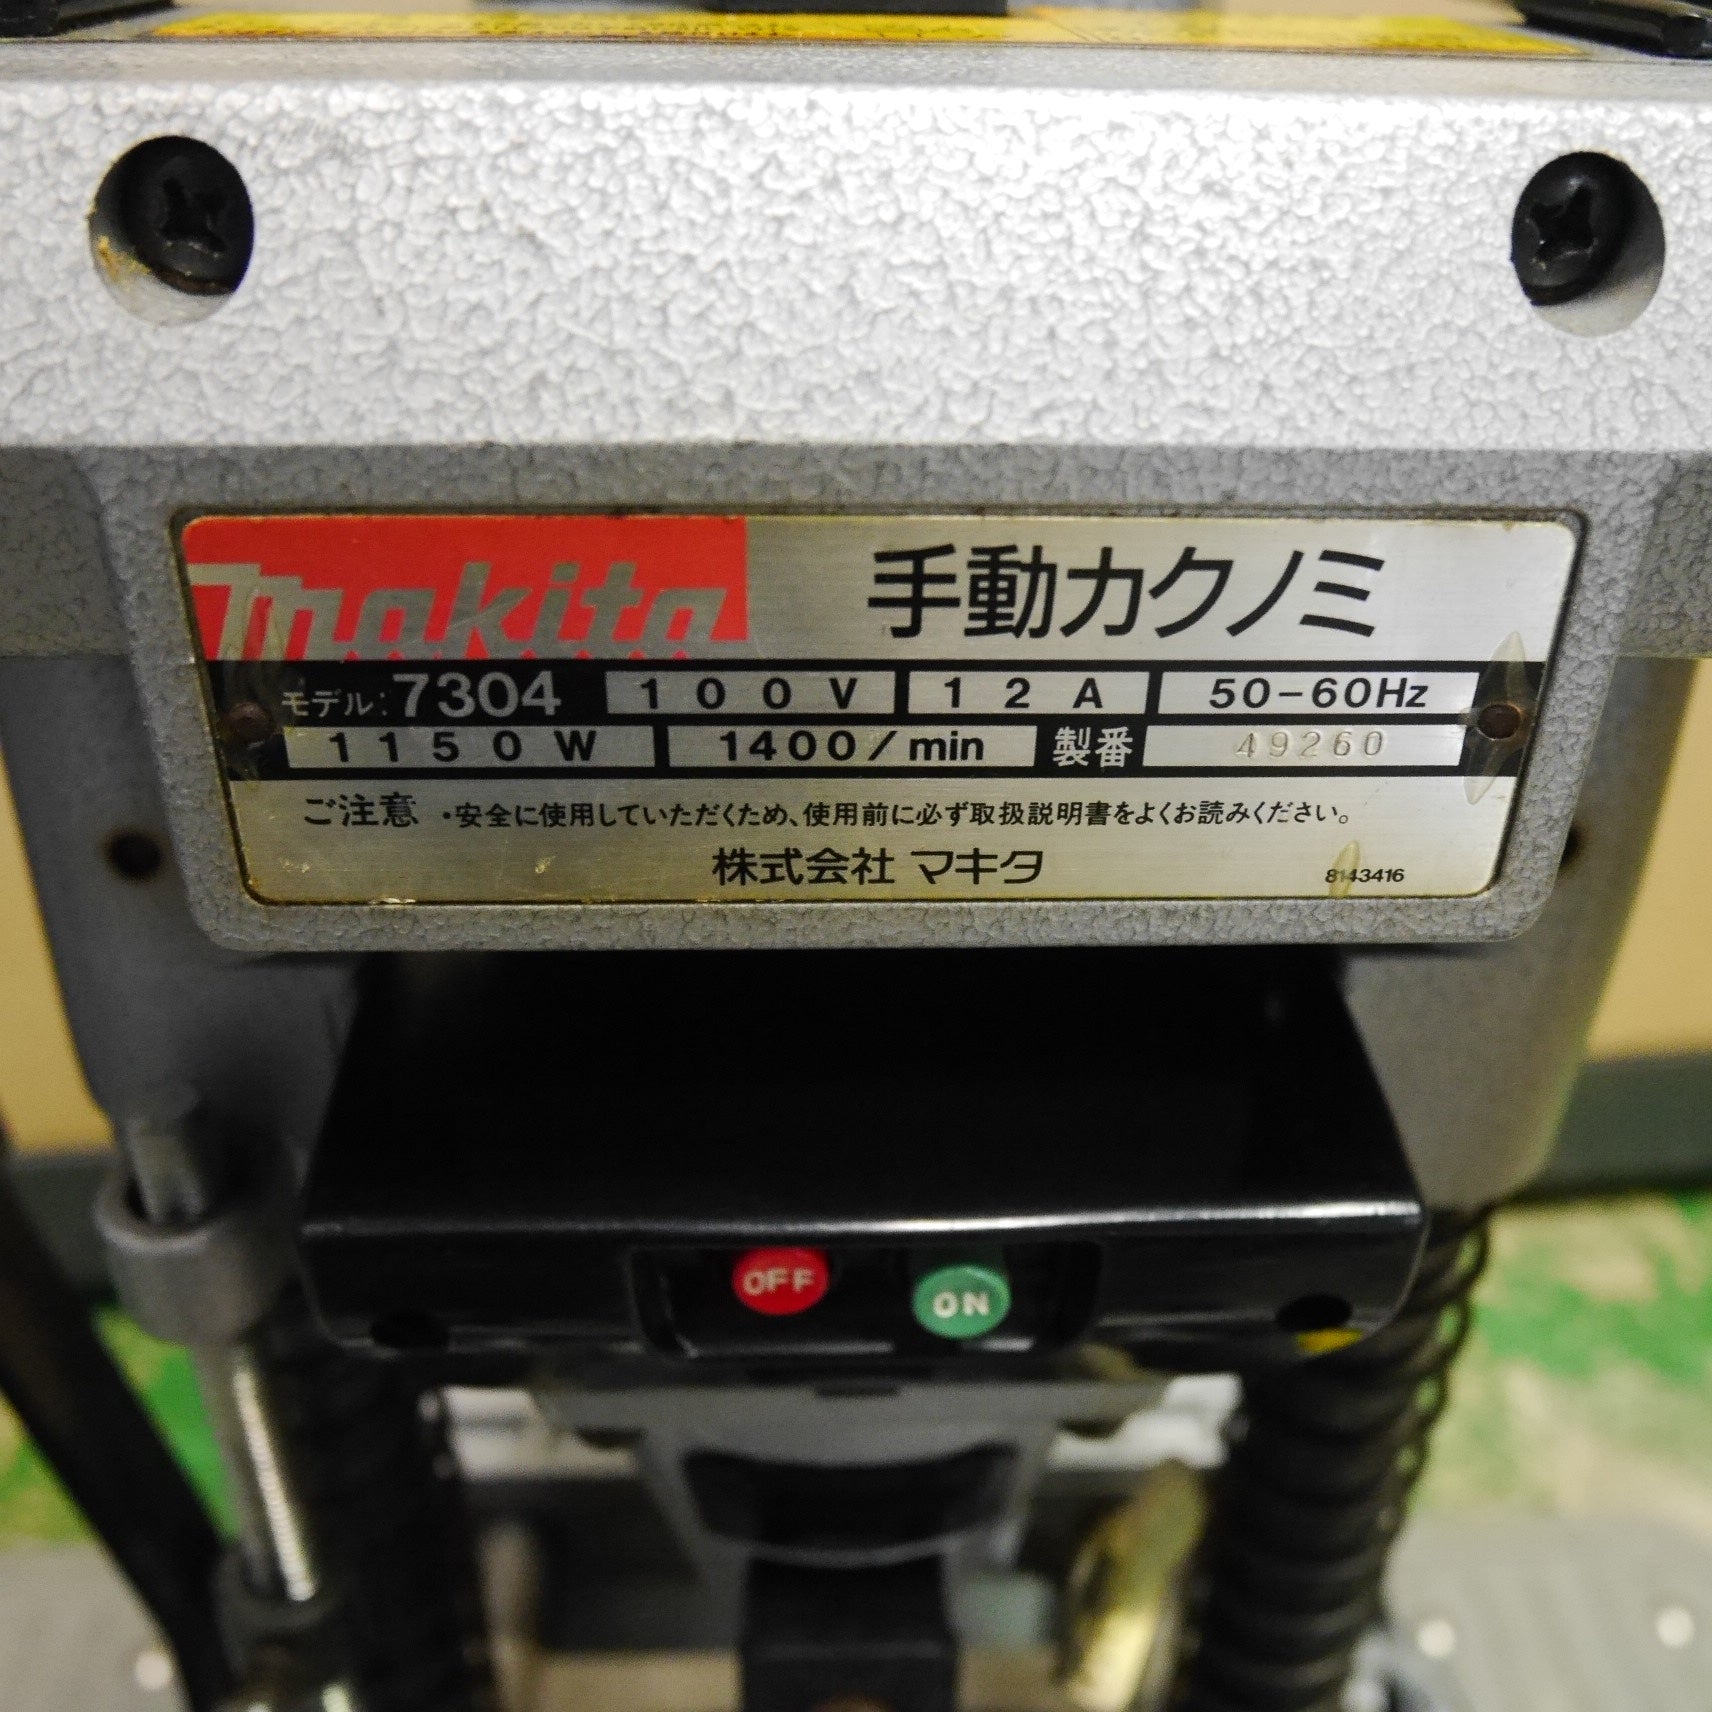 makita 手動カクノミ
モデル:7304 100V 12A 50-60Hz
1150W 1400/min 製番 49260
ご注意 ・安全に使用していただくため、使用前に必ず取扱説明書をよくお読みください。
株式会社 マキタ 8143416
OFF ON